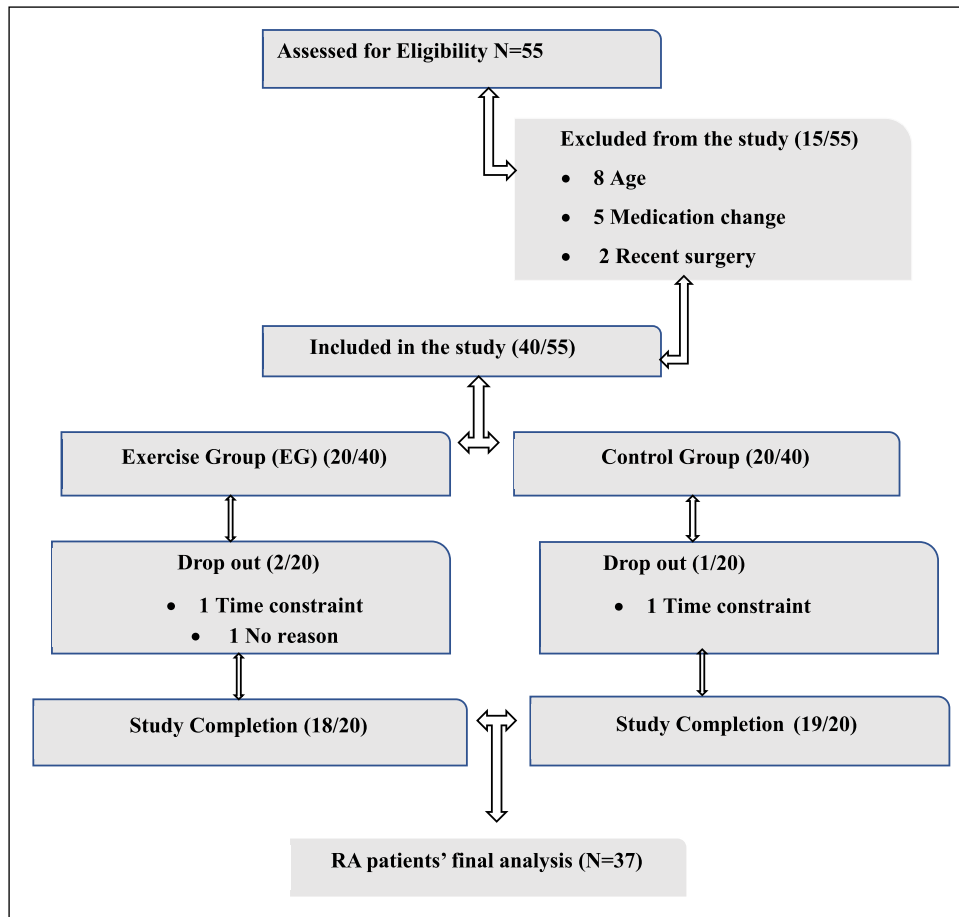 Assessed for Eligibility N=55
Excluded from the study (15/55)
• 8 Age
• 5 Medication change
• 2 Recent surgery
Included in the study (40/55)
Exercise Group (EG) (20/40)
Control Group (20/40)
Drop out (2/20)
• 1 Time constraint
• 1 No reason
Drop out (1/20)
• 1 Time constraint
Study Completion (18/20)
Study Completion (19/20)
RA patients’ final analysis (N=37)